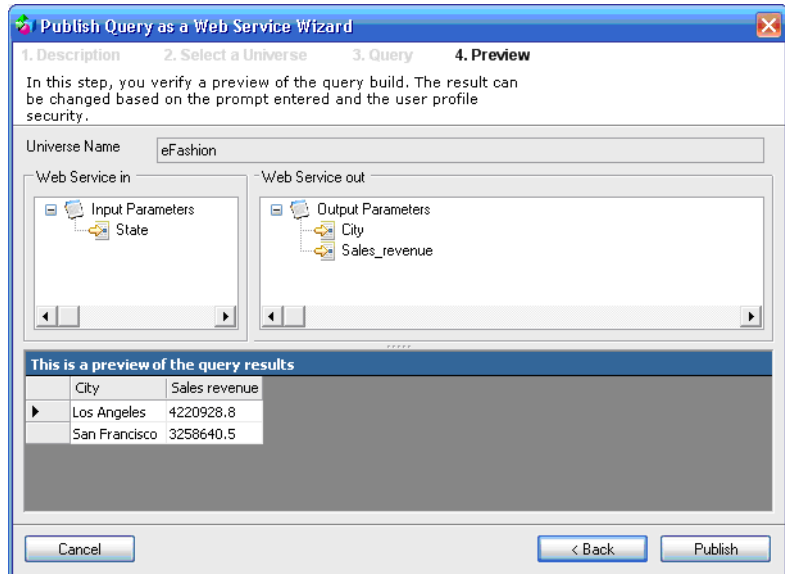 Publish Query as a Web Service Wizard
1. Description 2. Select a Universe 3. Query 4. Preview
In this step, you verify a preview of the query build. The result can
be changed based on the prompt entered and the user profile
security.
Universe Name eFashion
Web Service in Web Service out
Input Parameters Output Parameters
State City
Sales_revenue
This is a preview of the query results
City Sales revenue
Los Angeles 4220928.8
San Francisco 3258640.5
Cancel < Back Publish